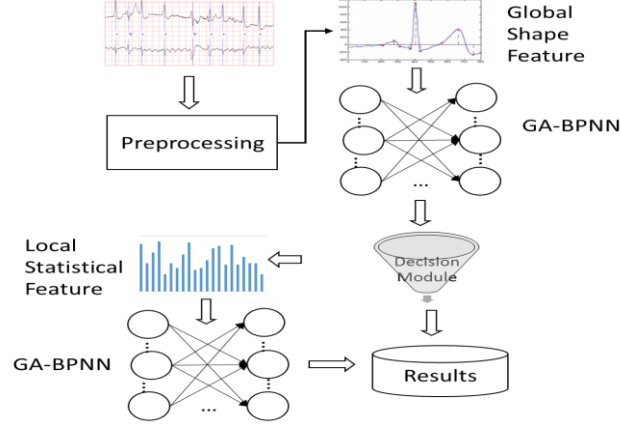 Global
Shape
Feature
Preprocessing
GA-BPNN
...
Local
Statistical
Feature
Decision
Module
GA-BPNN
...
Results